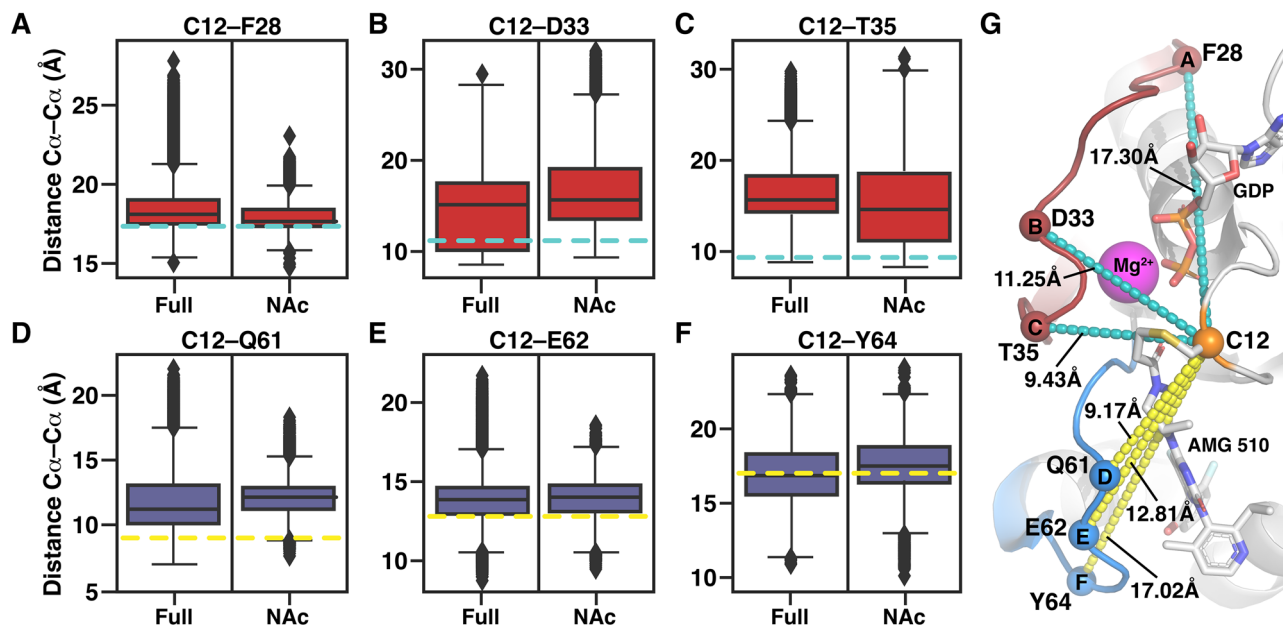 A
C12–F28
Distance Cα–Cα (Å)
25
20
15
Full
NAc
B
C12–D33
30
20
10
Full
NAc
C
C12–T35
30
20
10
Full
NAc
D
C12–Q61
Distance Cα–Cα (Å)
20
15
10
5
Full
NAc
E
C12–E62
20
15
10
Full
NAc
F
C12–Y64
20
15
10
Full
NAc
G
A
F28
17.30Å
GDP
B
D33
Mg²⁺
11.25Å
C
T35
C12
9.43Å
9.17Å
AMG 510
Q61
D
12.81Å
E62
E
F
17.02Å
Y64